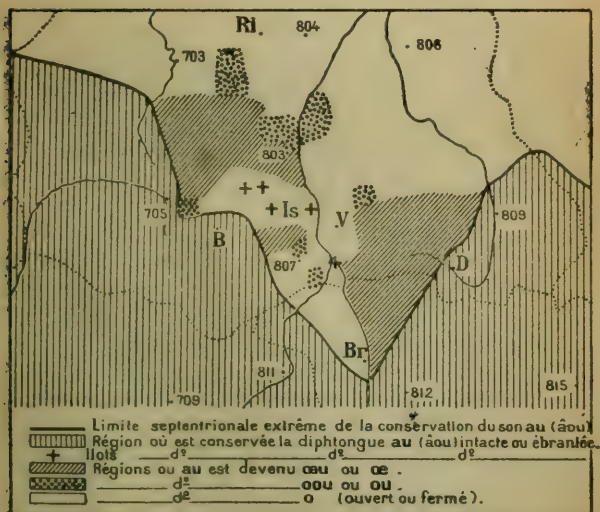 Ri. 804
703 806
803
705 Is 809
B V
807 D
Br.
811
709 812 815
Limite septentrionale extrême de la conservation du son au (âou)
Région où est conservée la diphtongue au (âou) intacte ou ébranlée.
Ilots d° d° d°
Régions ou au est devenu œau ou œ.
d° oou ou ou.
d° o (ouvert ou fermé).